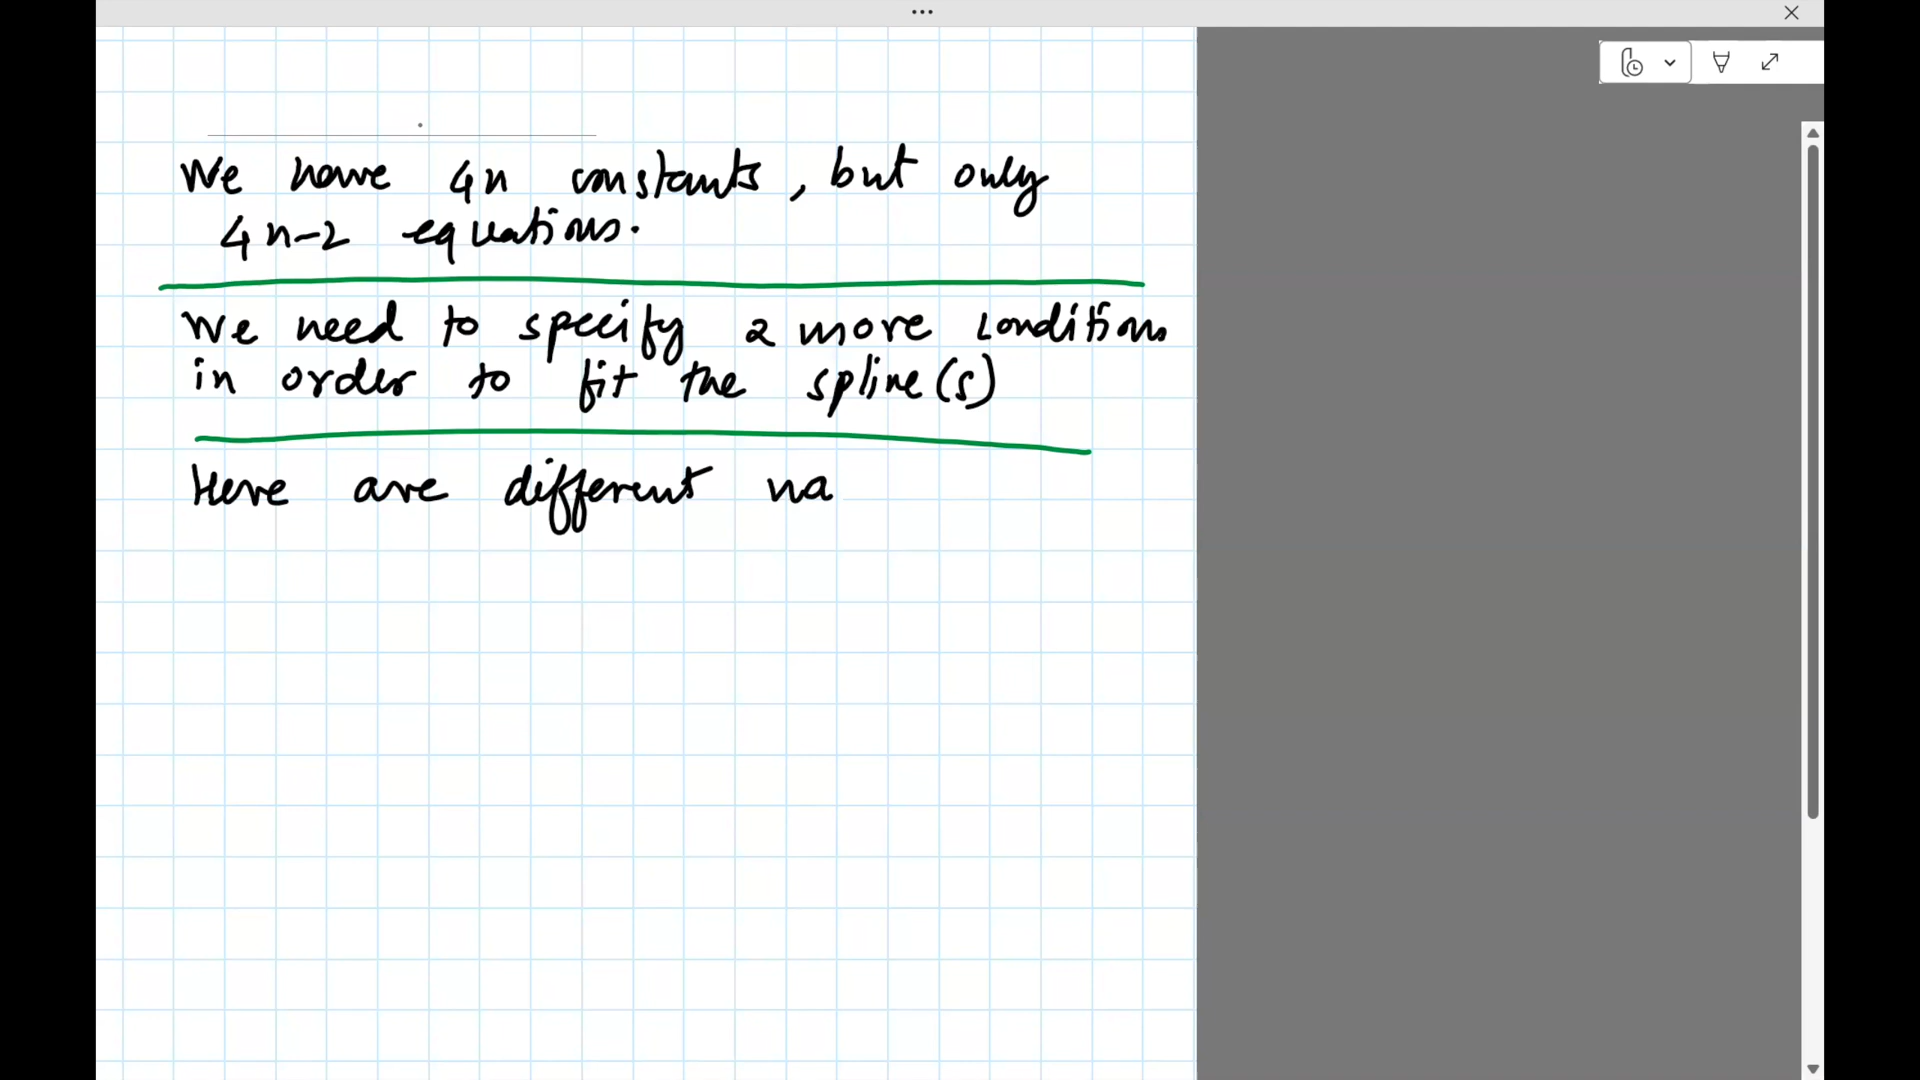 We have 4n constants, but only
4n-2 equations.
We need to specify 2 more conditions
in order to fit the spline(s)
Here are different na